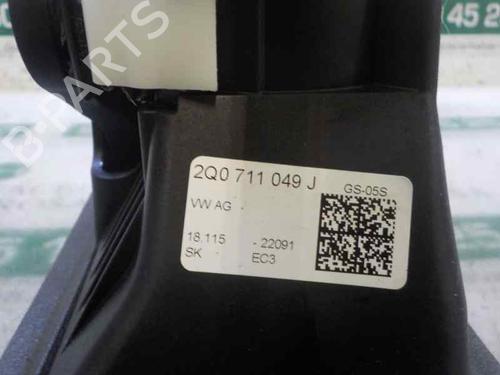 45 2
B-PARTS
2Q0 711 049 J
GS-05S
VW AG
18.115 - 22091
SK EC3